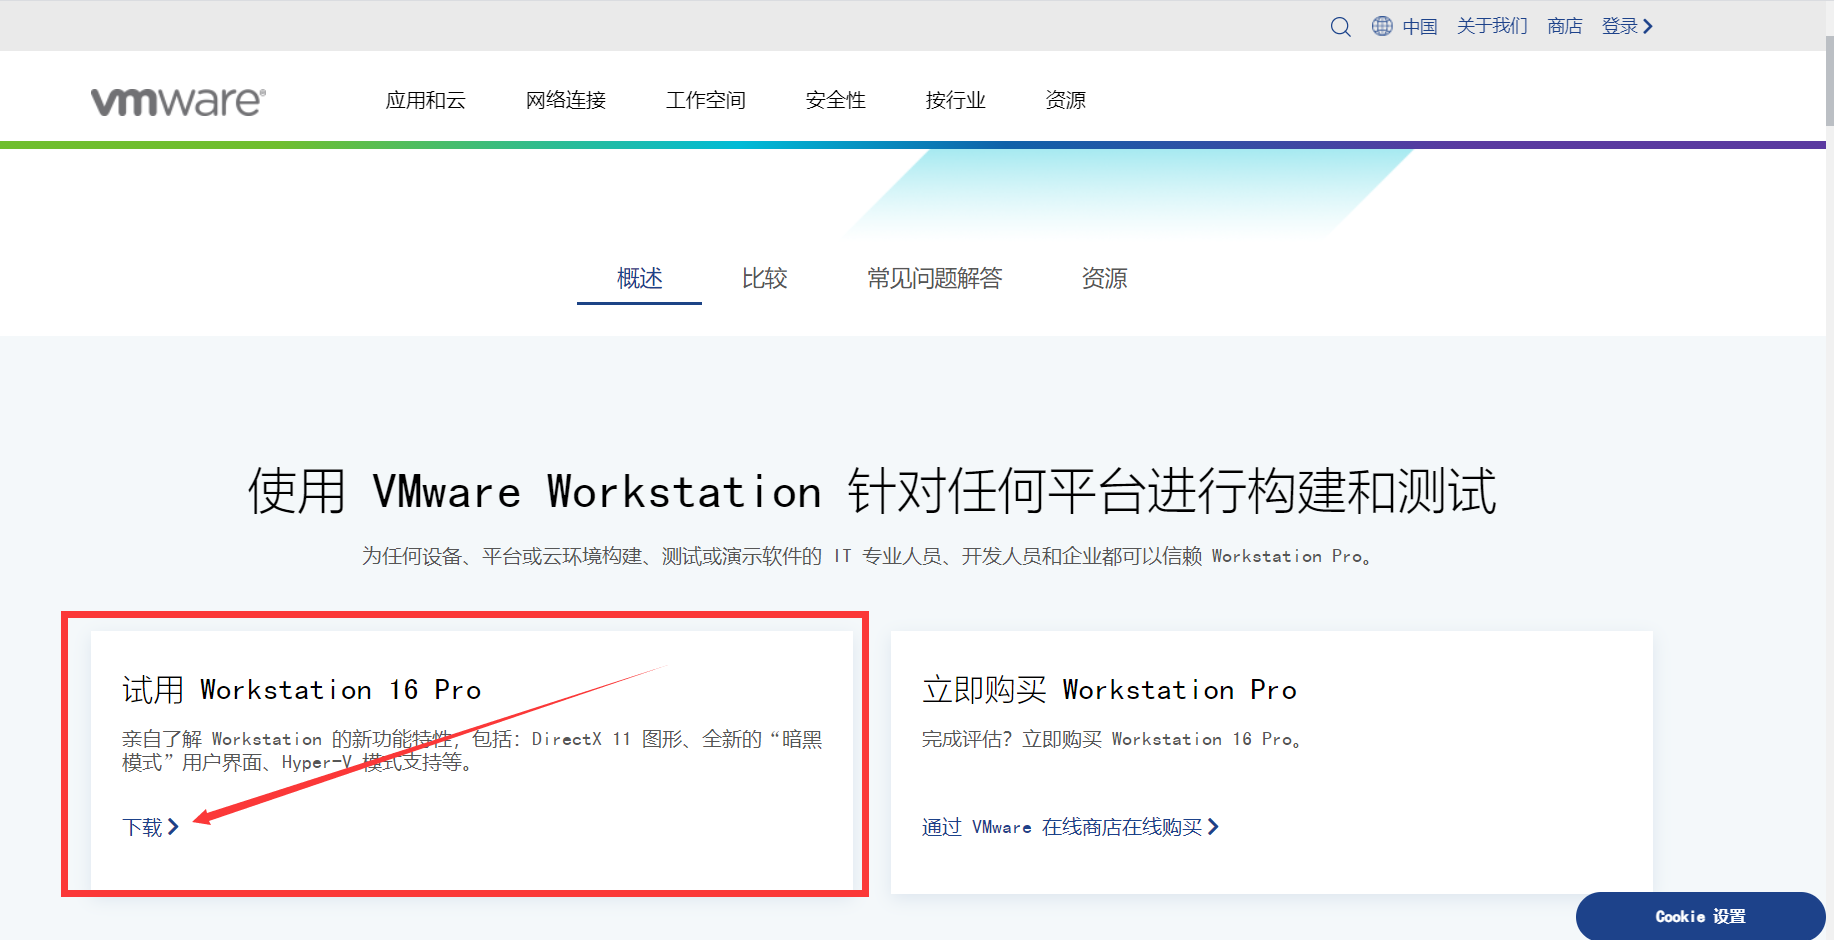 中国 关于我们 商店 登录
vmware®
应用和云 网络连接 工作空间 安全性 按行业 资源
概述 比较 常见问题解答 资源
使用 VMware Workstation 针对任何平台进行构建和测试
为任何设备、平台或云环境构建、测试或演示软件的 IT 专业人员、开发人员和企业都可以信赖 Workstation Pro。
试用 Workstation 16 Pro
亲自了解 Workstation 的新功能特性，包括：DirectX 11 图形、全新的“暗黑
模式”用户界面、Hyper-V 模式支持等。
下载
立即购买 Workstation Pro
完成评估？立即购买 Workstation 16 Pro。
通过 VMware 在线商店在线购买
Cookie 设置